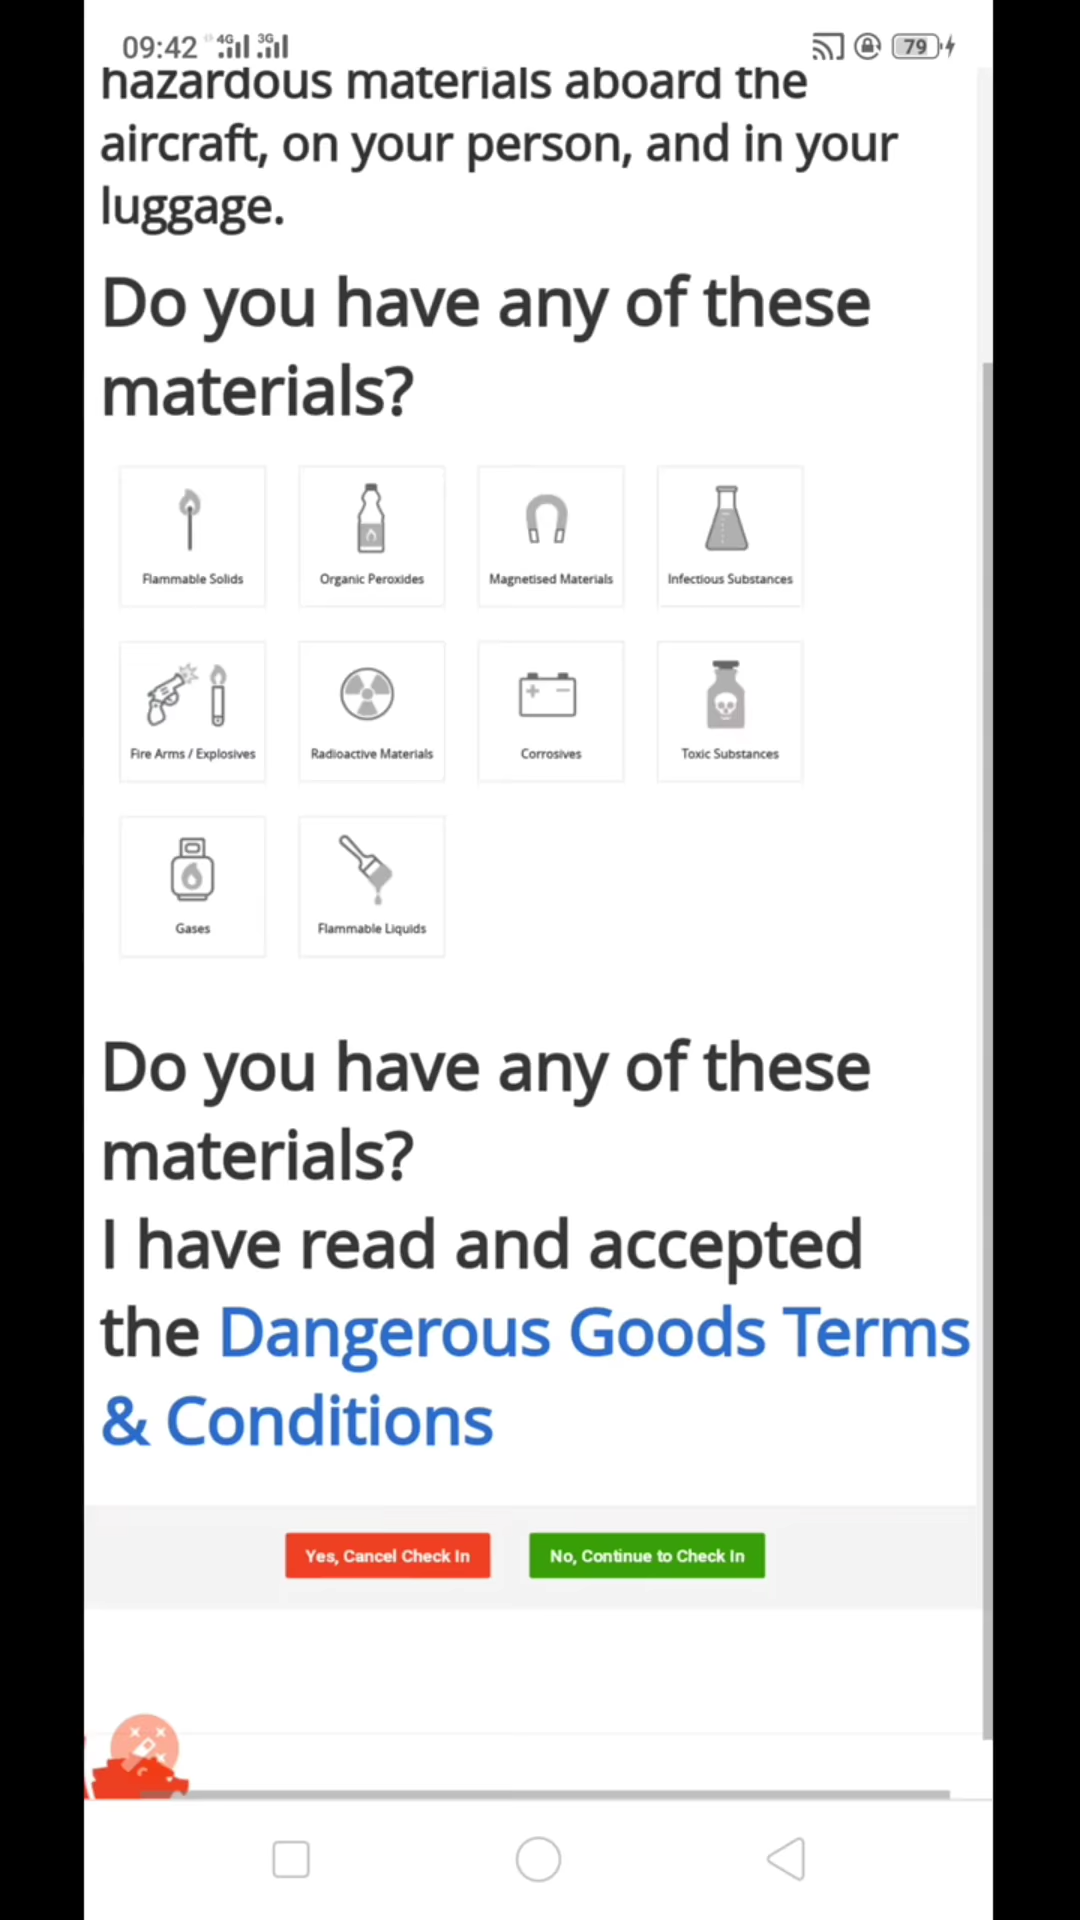 09:42 4G 3G 79
hazardous materials aboard the
aircraft, on your person, and in your
luggage.
Do you have any of these
materials?
Flammable Solids Organic Peroxides Magnetised Materials Infectious Substances
Fire Arms / Explosives Radioactive Materials Corrosives Toxic Substances
Gases Flammable Liquids
Do you have any of these
materials?
I have read and accepted
the Dangerous Goods Terms
& Conditions
Yes, Cancel Check In No, Continue to Check In